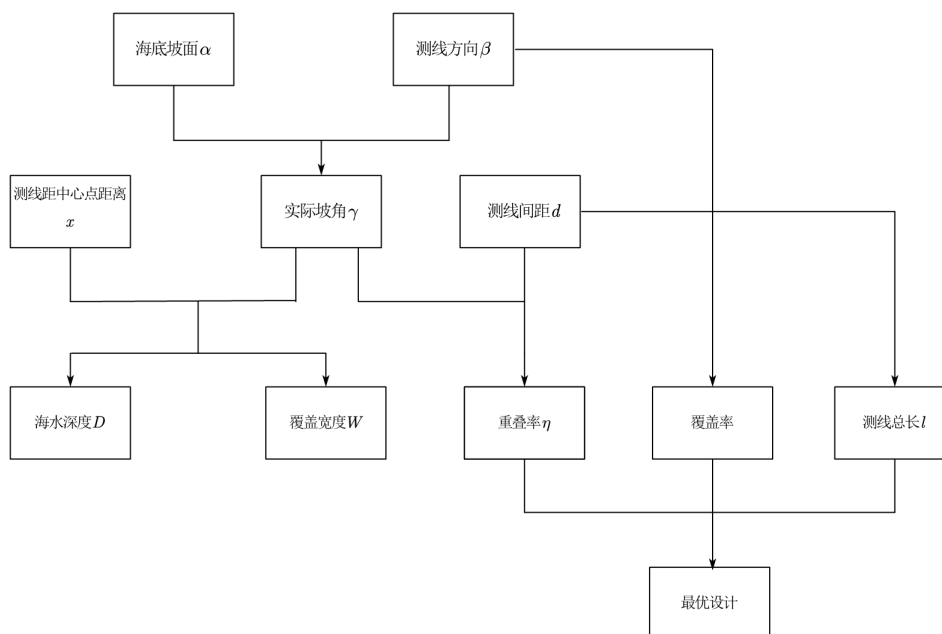 海底坡面α
测线方向β
测线距中心点距离
x
实际坡角γ
测线间距d
海水深度D
覆盖宽度W
重叠率η
覆盖率
测线总长l
最优设计